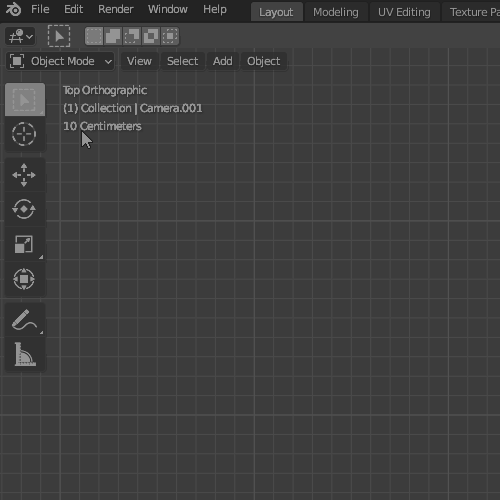 File Edit Render Window Help Layout Modeling UV Editing Texture Pa
Object Mode View Select Add Object
Top Orthographic
(1) Collection | Camera.001
10 Centimeters